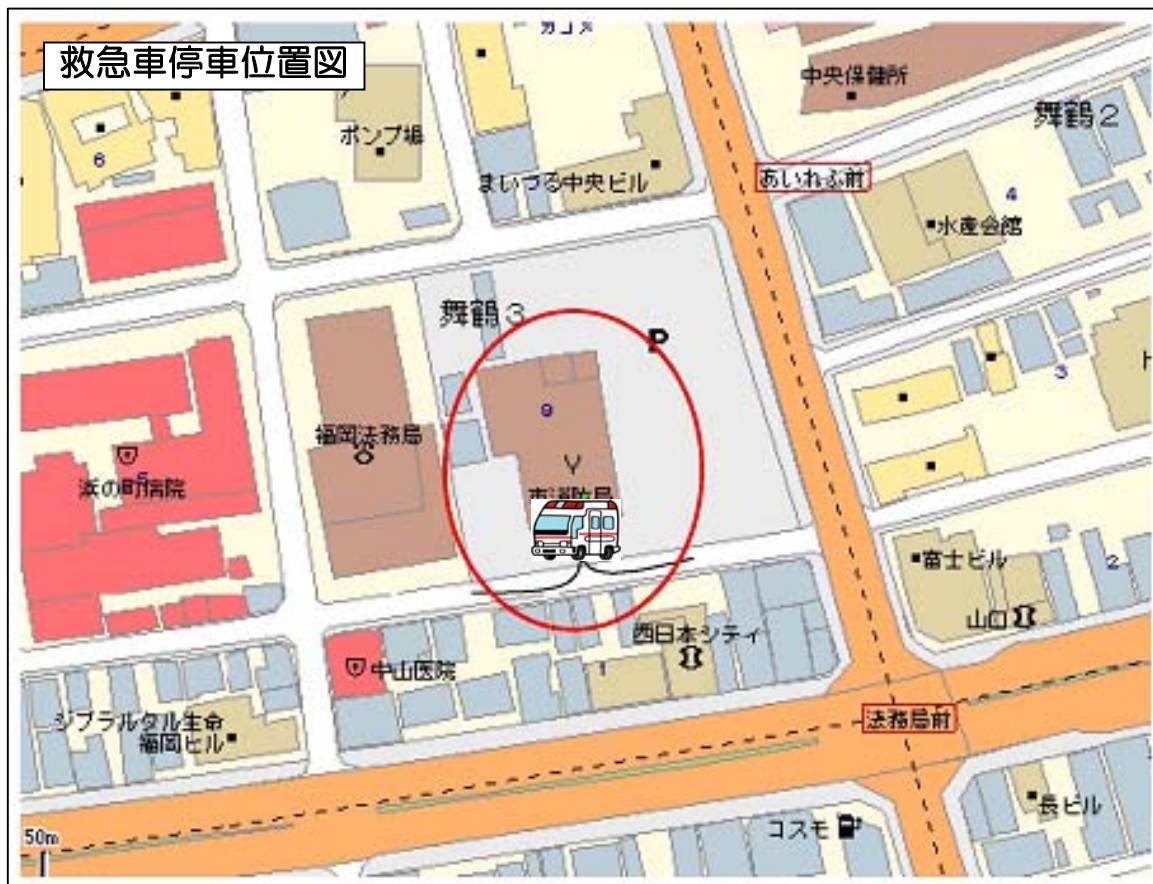 カゴメ
救急車停車位置図
中央保健所
舞鶴2
ポンプ場
まいづる中央ビル
あいれふ前
6
4
水産会館
舞鶴3
P
9
3
福岡法務局
浜の町病院
5
市消防局
富士ビル
2
山口
西日本シティ
中山医院
1
ジブラルタル生命
福岡ビル
法務局前
長ビル
コスモ
50m